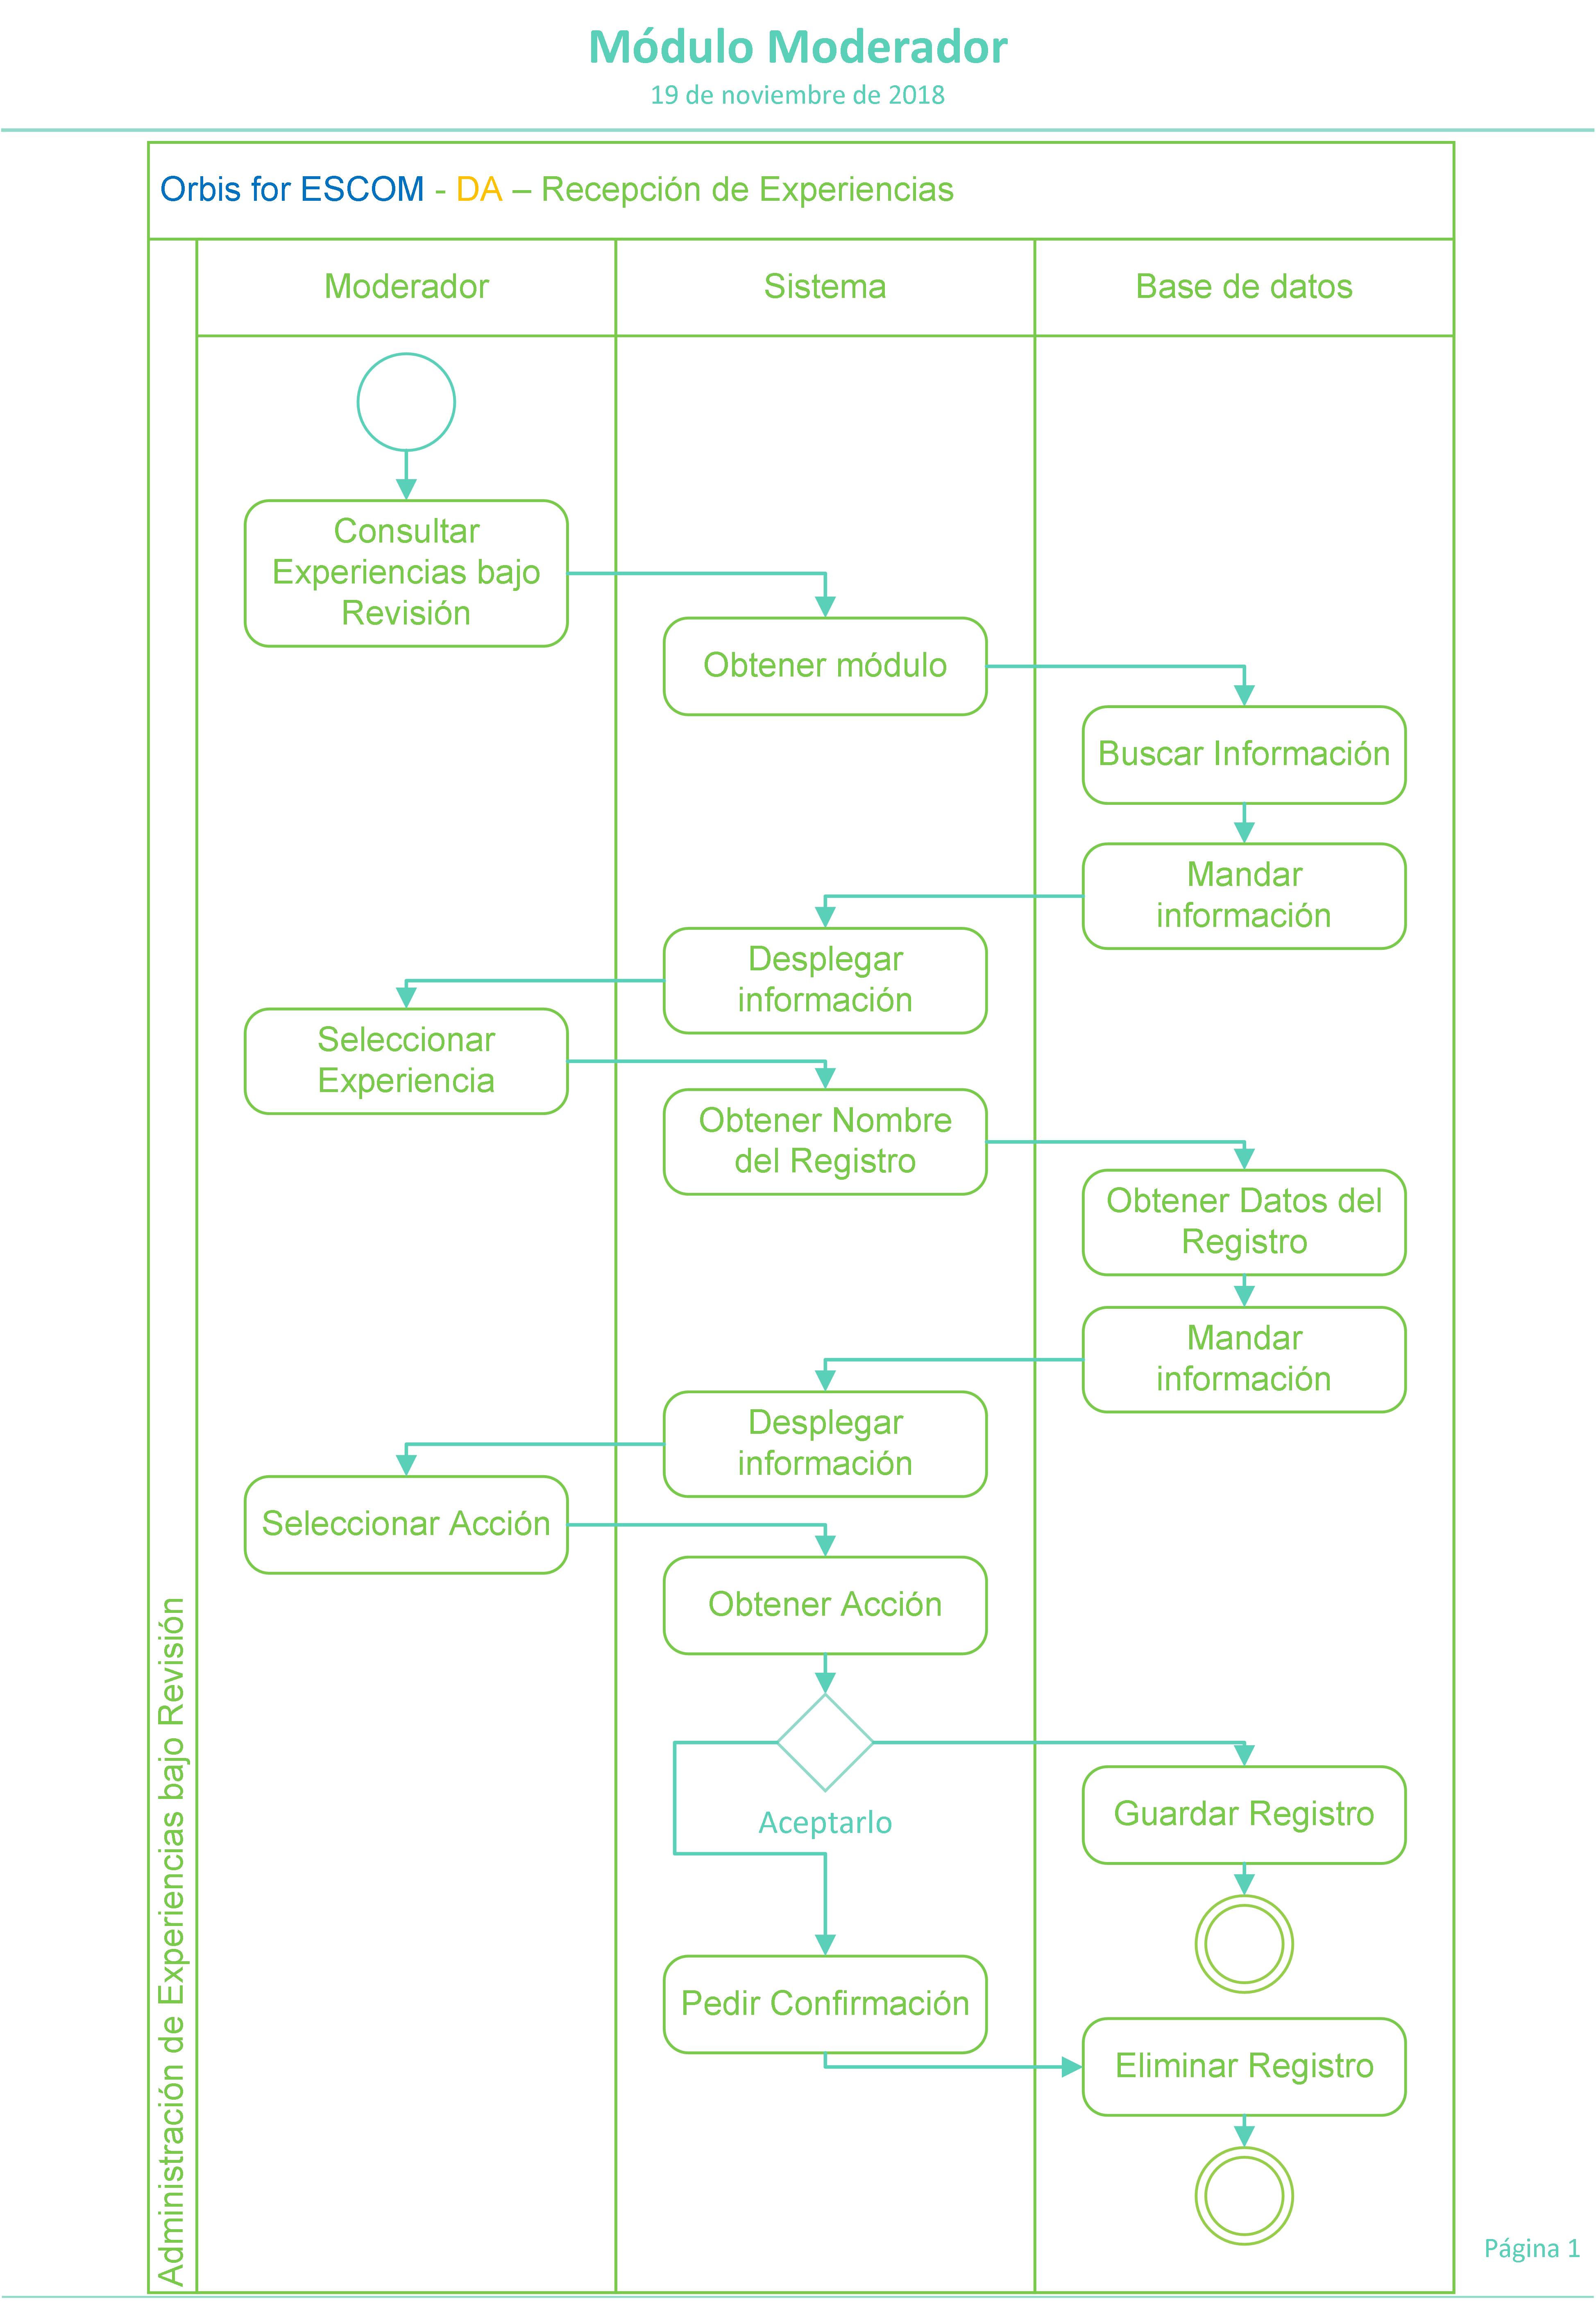 Módulo Moderador
19 de noviembre de 2018
Orbis for ESCOM - DA – Recepción de Experiencias
Moderador
Sistema
Base de datos
Administración de Experiencias bajo Revisión
Consultar
Experiencias bajo
Revisión
Obtener módulo
Buscar Información
Mandar
información
Desplegar
información
Seleccionar
Experiencia
Obtener Nombre
del Registro
Obtener Datos del
Registro
Mandar
información
Desplegar
información
Seleccionar Acción
Obtener Acción
Aceptarlo
Guardar Registro
Pedir Confirmación
Eliminar Registro
Página 1